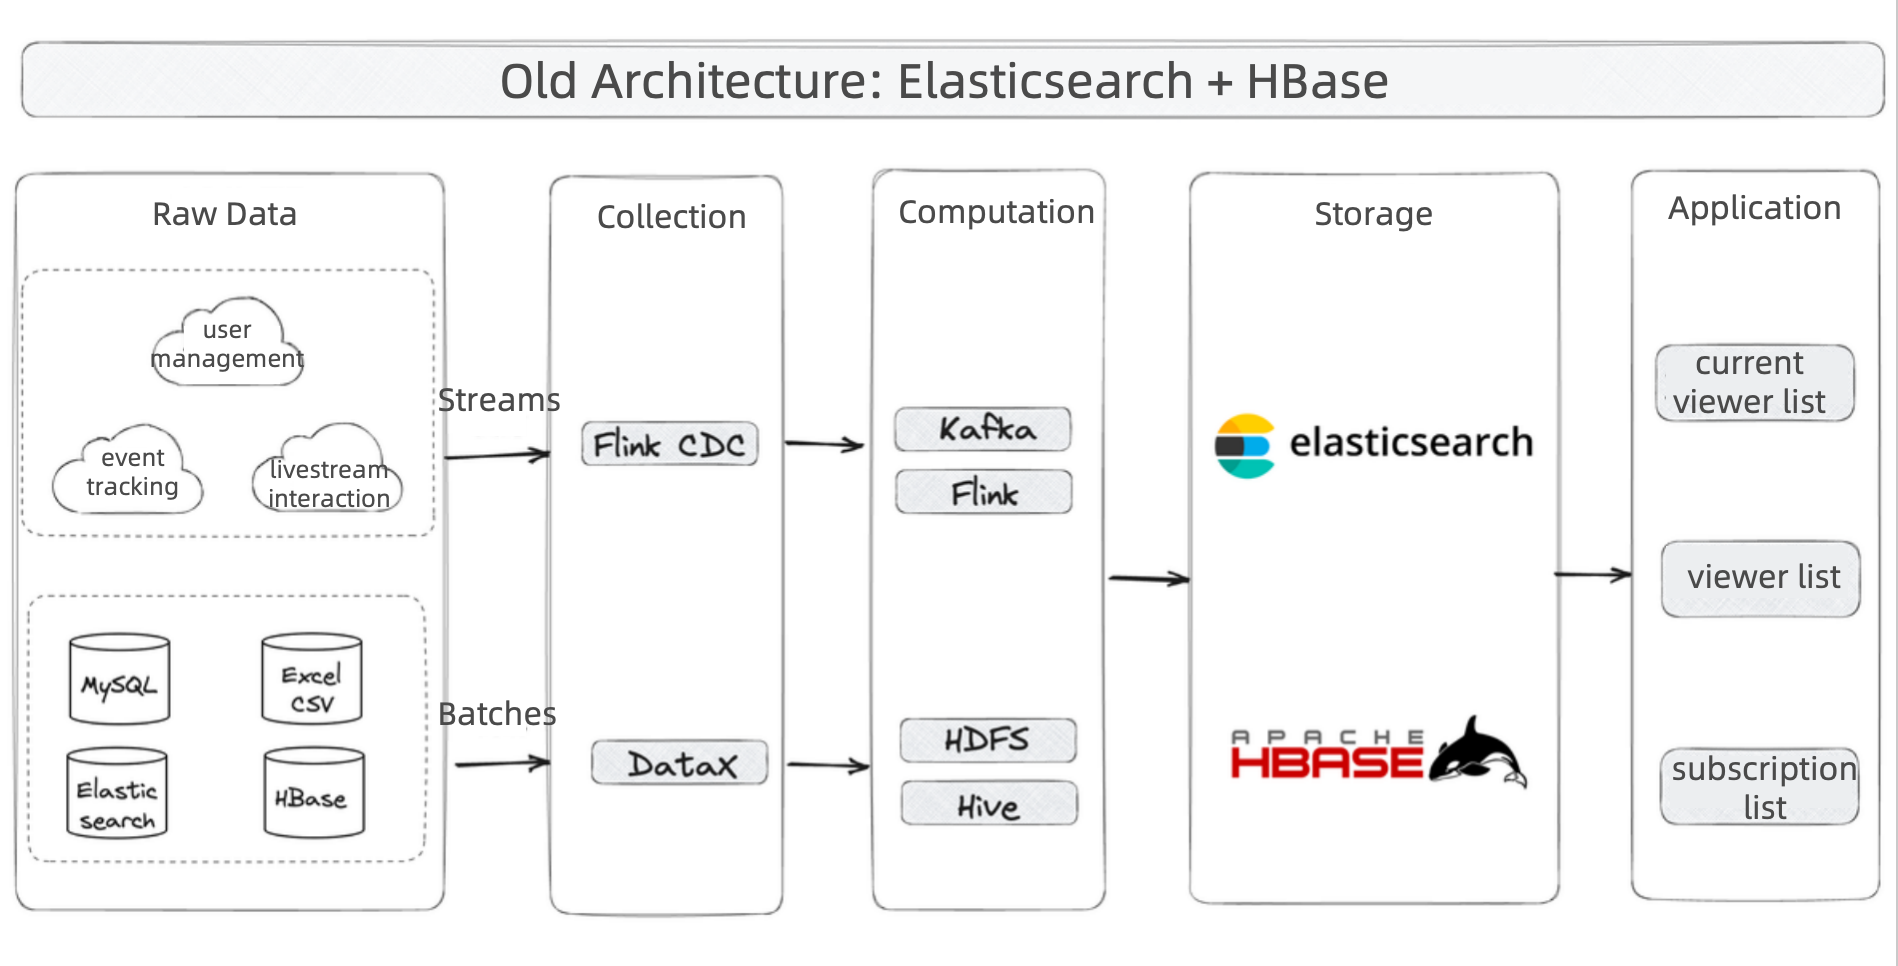 Old Architecture: Elasticsearch + HBase
Raw Data
user
management
event
tracking
livestream
interaction
MySQL
Excel
CSV
Elastic
search
HBase
Streams
Batches
Collection
Flink CDC
DataX
Computation
Kafka
Flink
HDFS
Hive
Storage
elasticsearch
APACHE
HBASE
Application
current
viewer list
viewer list
subscription
list